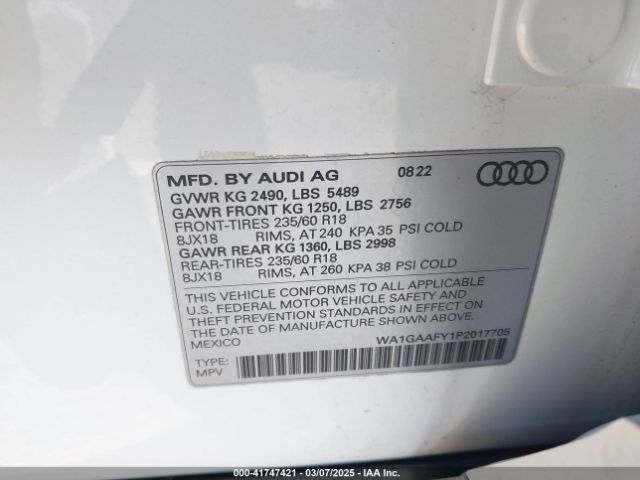 MFD. BY AUDI AG 08 22
GVWR KG 2490, LBS 5489
GAWR FRONT KG 1250, LBS 2756
FRONT-TIRES 235/60 R18
8JX18 RIMS, AT 240 KPA 35 PSI COLD
GAWR REAR KG 1360, LBS 2998
REAR-TIRES 235/60 R18
8JX18 RIMS, AT 260 KPA 38 PSI COLD
THIS VEHICLE CONFORMS TO ALL APPLICABLE
U.S. FEDERAL MOTOR VEHICLE SAFETY AND
THEFT PREVENTION STANDARDS IN EFFECT ON
THE DATE OF MANUFACTURE SHOWN ABOVE.
MEXICO WA1GAAFY1P2017705
TYPE:
MPV
000-41747421 - 03/07/2025 - IAA Inc.